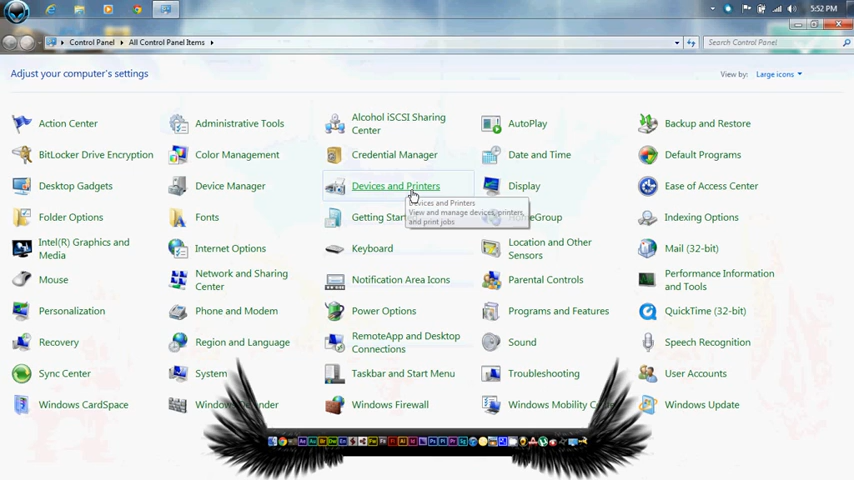 5:52 PM
Control Panel
All Control Panel Items
Search Control Panel
Adjust your computer's settings
View by:
Large icons
Action Center
Administrative Tools
Alcohol iSCSI Sharing
Center
AutoPlay
Backup and Restore
BitLocker Drive Encryption
Color Management
Credential Manager
Date and Time
Default Programs
Desktop Gadgets
Device Manager
Devices and Printers
Display
Ease of Access Center
Devices and Printers
View and manage devices, printers,
and print jobs
Folder Options
Fonts
Getting
HomeGroup
Indexing Options
Intel(R) Graphics and
Media
Internet Options
Keyboard
Location and Other
Sensors
Mail (32-bit)
Mouse
Network and Sharing
Center
Notification Area Icons
Parental Controls
Performance Information
and Tools
Personalization
Phone and Modem
Power Options
Programs and Features
QuickTime (32-bit)
Recovery
Region and Language
RemoteApp and Desktop
Connections
Sound
Speech Recognition
Sync Center
System
Taskbar and Start Menu
Troubleshooting
User Accounts
Windows CardSpace
Windows Defender
Windows Firewall
Windows Mobility
Windows Update